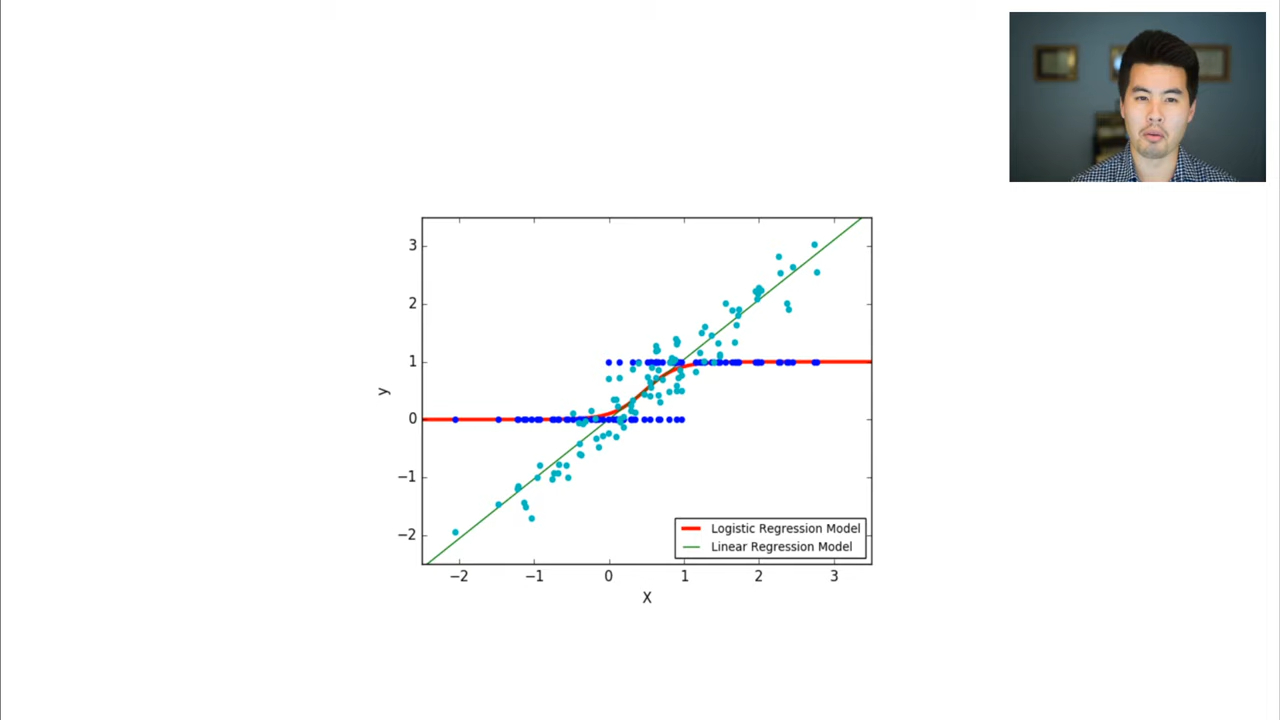 3
2
1
0
−1
−2
y
−2 −1 0 1 2 3
X
Logistic Regression Model
Linear Regression Model